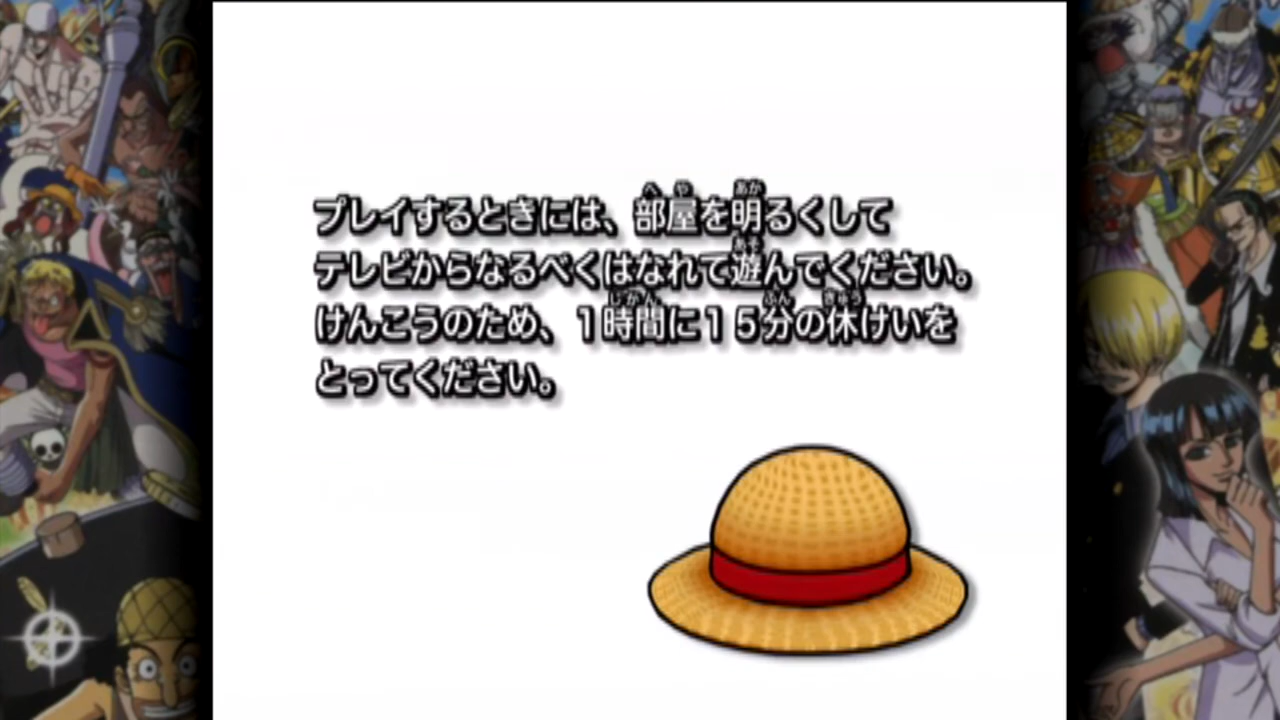 プレイするときには、部屋を明るくして
テレビからなるべくはなれて遊んでください。
けんこうのため、1時間に15分の休けいを
とってください。